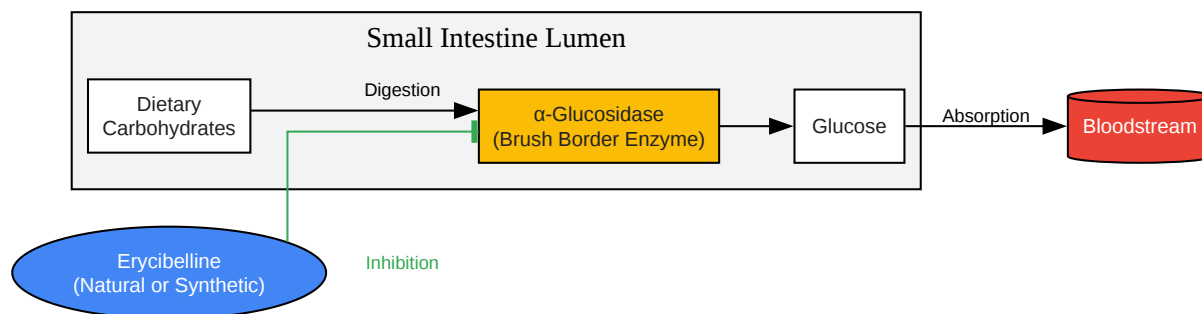 Small Intestine Lumen
Digestion
Dietary
Carbohydrates
α-Glucosidase
(Brush Border Enzyme)
Glucose
Absorption
Bloodstream
Erycibelline
(Natural or Synthetic)
Inhibition